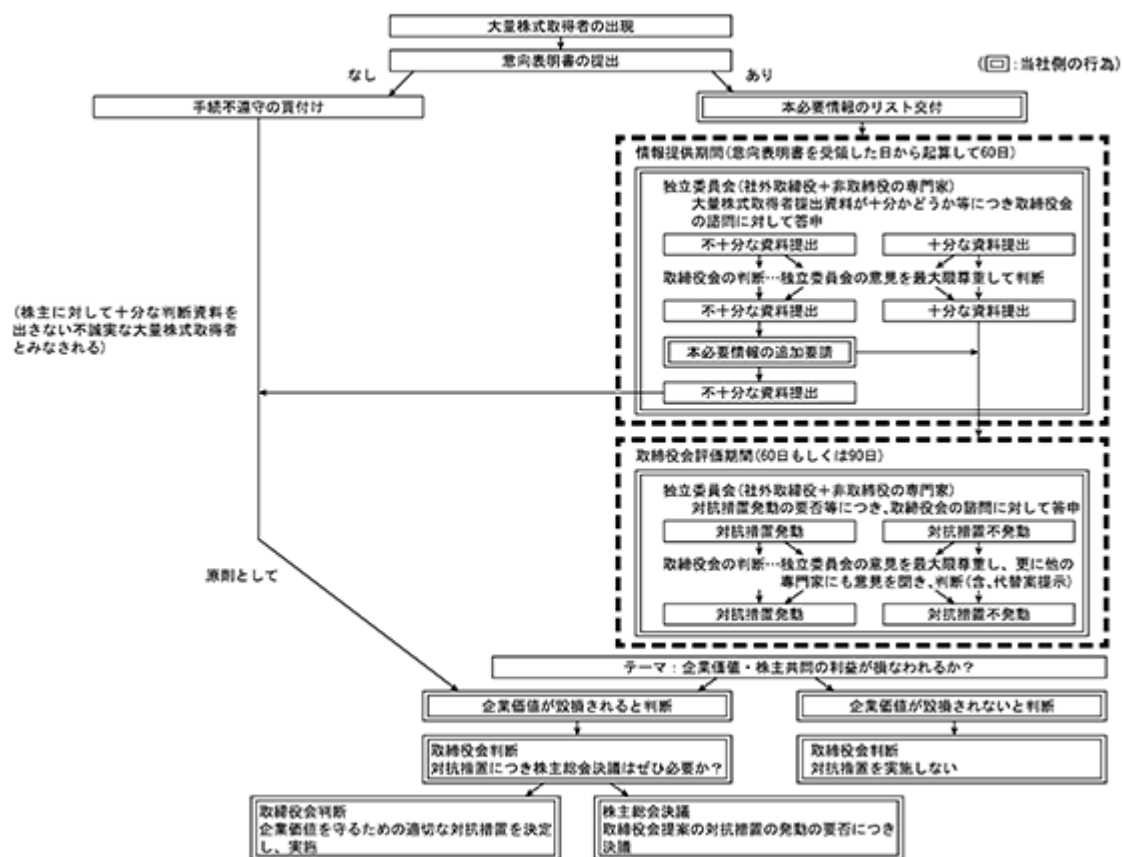 大量株式取得者の出現
意向表明書の提出
(回:当社側の行為)
なし
あり
手続不遵守の買付け
本必要情報のリスト交付
情報提供期間(意向表明書を受領した日から起算して60日)
独立委員会(社外取締役+非取締役の専門家)
大量株式取得者提出資料が十分かどうか等につき取締役会
の諮問に対して答申
不十分な資料提出
十分な資料提出
取締役会の判断…独立委員会の意見を最大限尊重して判断
不十分な資料提出
十分な資料提出
(株主に対して十分な判断資料を
出さない不誠実な大量株式取得者
とみなされる)
本必要情報の追加要請
不十分な資料提出
取締役会評価期間(60日もしくは90日)
独立委員会(社外取締役+非取締役の専門家)
対抗措置発動の要否等につき、取締役会の諮問に対して答申
対抗措置発動
対抗措置不発動
取締役会の判断…独立委員会の意見を最大限尊重し、更に他の
専門家にも意見を聞き、判断(含、代替案提示)
対抗措置発動
対抗措置不発動
原則として
テーマ:企業価値・株主共同の利益が損なわれるか?
企業価値が毀損されると判断
企業価値が毀損されないと判断
取締役会判断
対抗措置につき株主総会決議はぜひ必要か?
取締役会判断
対抗措置を実施しない
取締役会判断
企業価値を守るための適切な対抗措置を決定
し、実施
株主総会決議
取締役会提案の対抗措置の発動の要否につき
決議